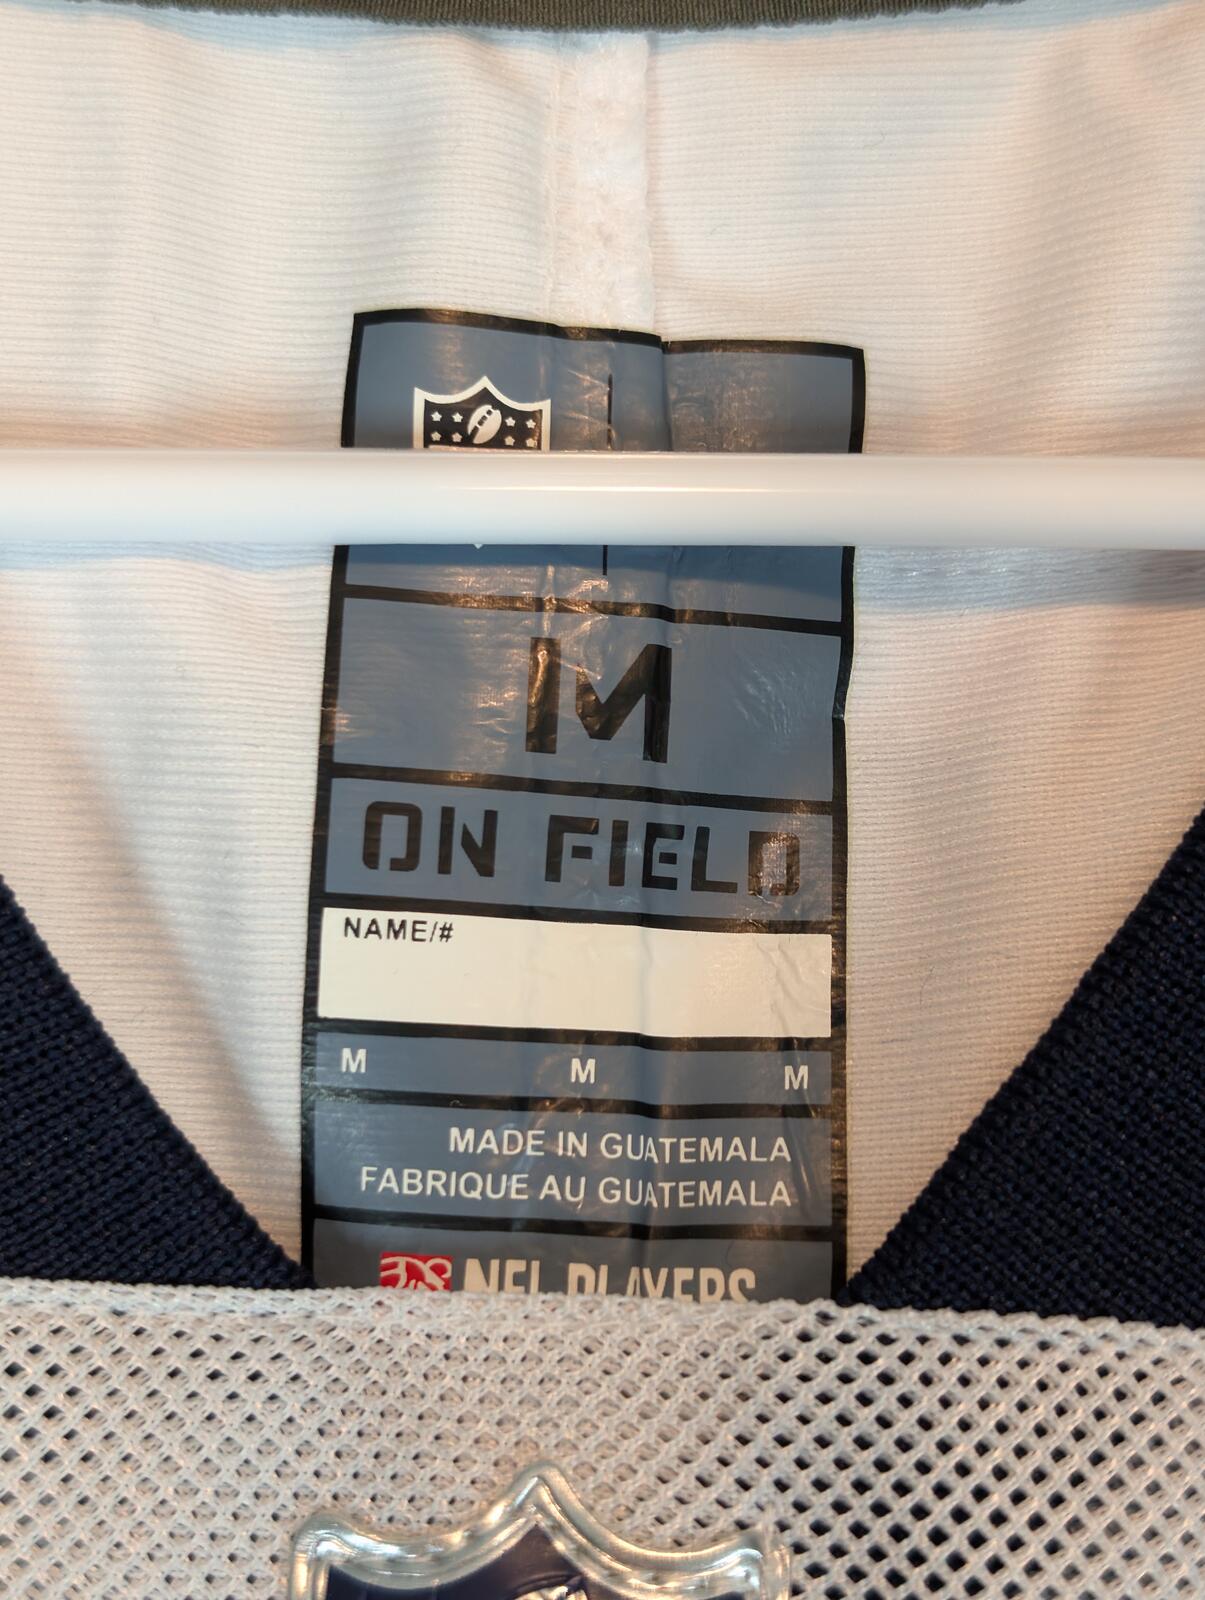 M
ON FIELD
NAME/#
M M M
MADE IN GUATEMALA
FABRIQUE AU GUATEMALA
NFL PLAYERS